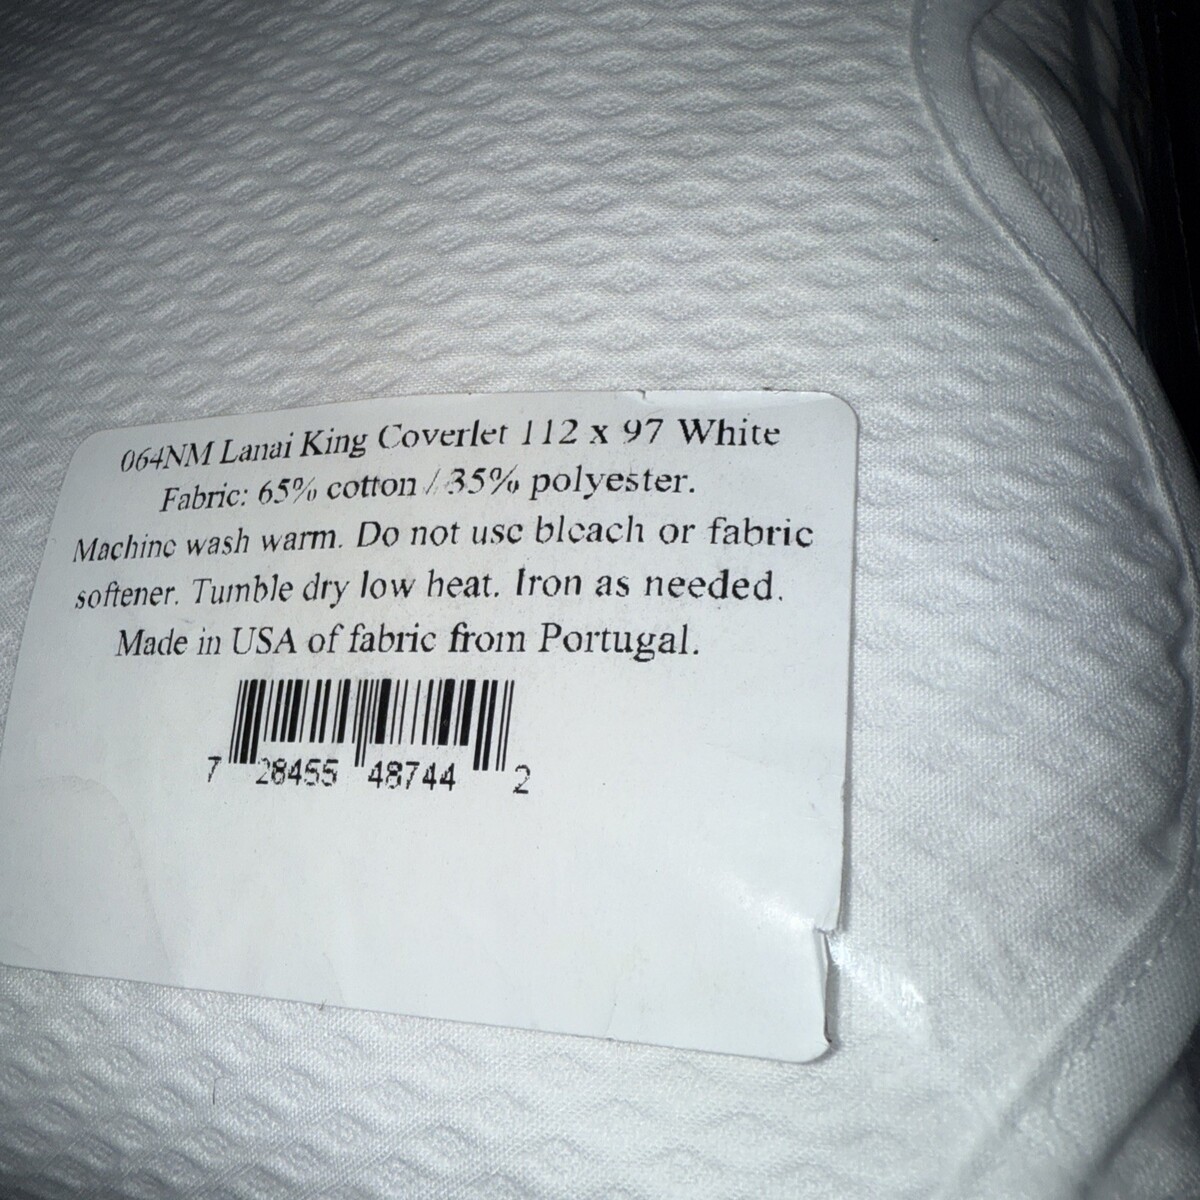 064NM Lanai King Coverlet 112 x 97 White
Fabric: 65% cotton / 35% polyester.
Machine wash warm. Do not use bleach or fabric
softener. Tumble dry low heat. Iron as needed.
Made in USA of fabric from Portugal.
7 28455 48744 2